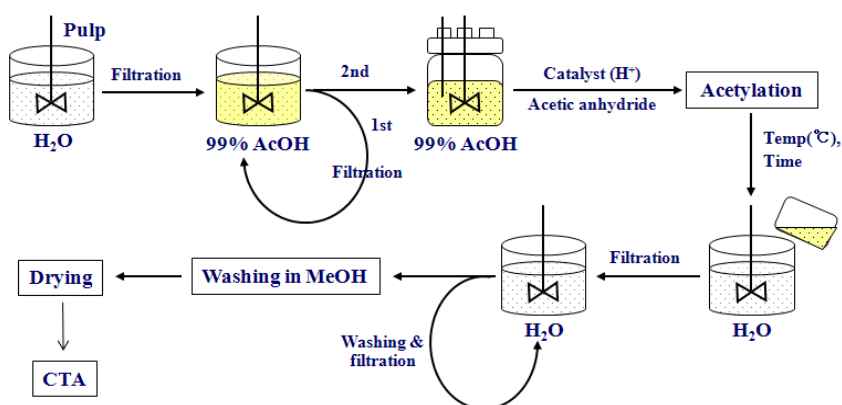 Pulp
Filtration
H₂O
2nd
1st
Filtration
99% AcOH
99% AcOH
Catalyst (H⁺)
Acetic anhydride
Acetylation
Temp(℃),
Time
H₂O
Filtration
H₂O
Washing &
filtration
Washing in MeOH
Drying
CTA